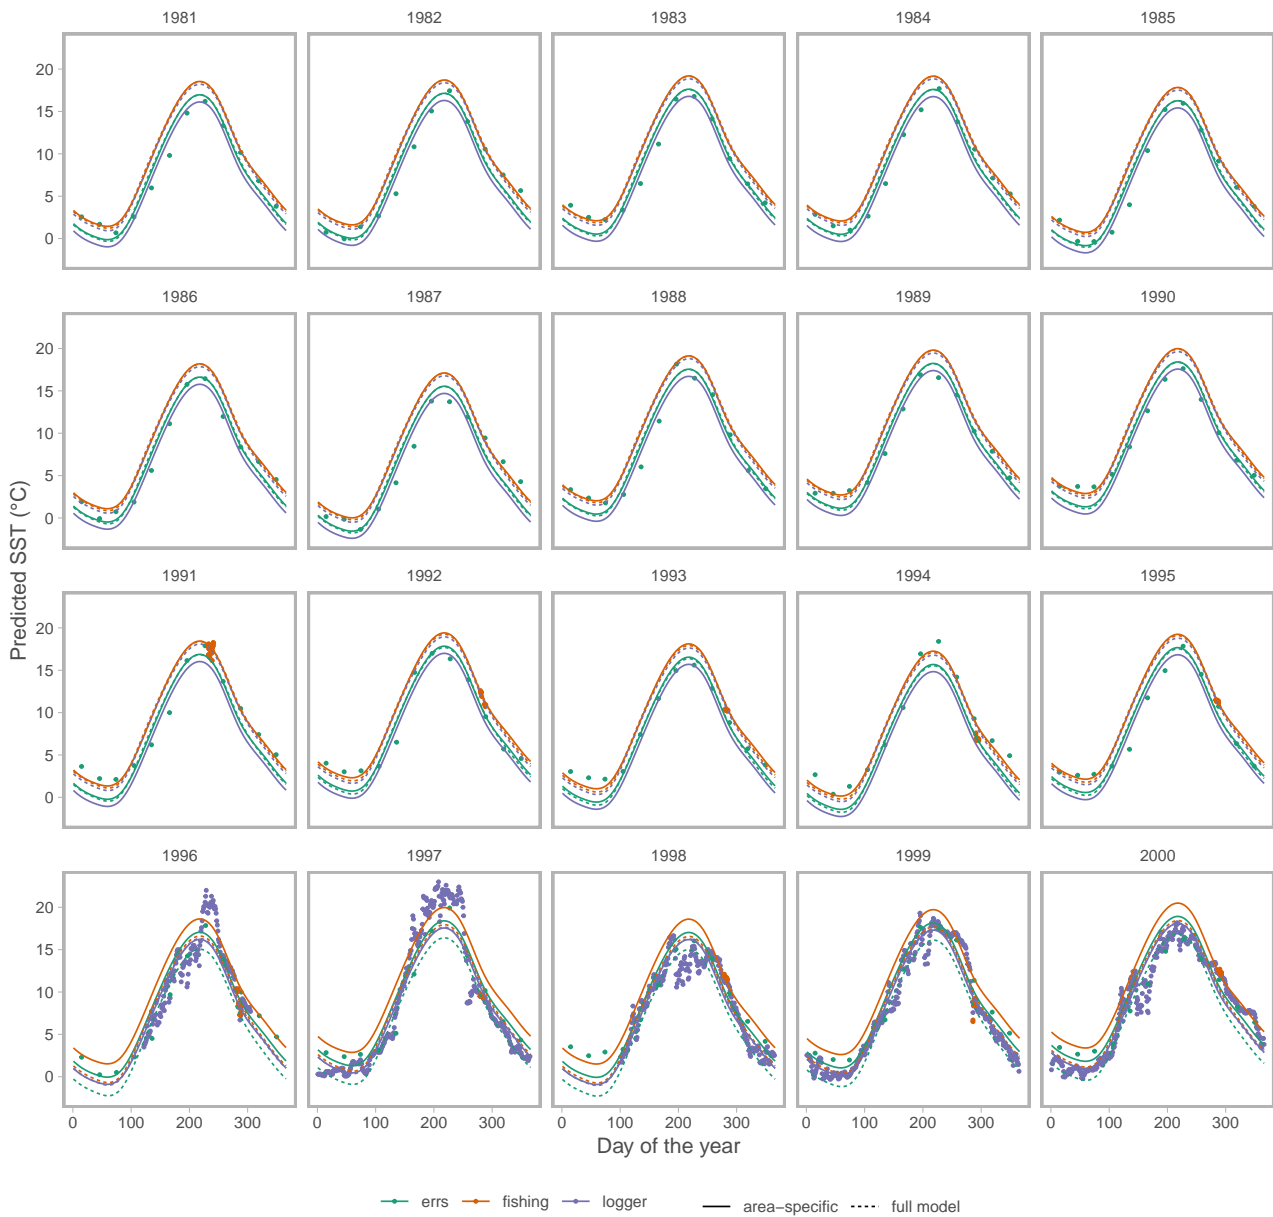 1981 1982 1983 1984 1985
20
15
10
5
0
1986 1987 1988 1989 1990
20
15
10
5
0
Predicted SST (°C)
1991 1992 1993 1994 1995
20
15
10
5
0
1996 1997 1998 1999 2000
20
15
10
5
0
0 100 200 300 0 100 200 300 0 100 200 300 0 100 200 300 0 100 200 300
Day of the year
errs fishing logger area−specific full model